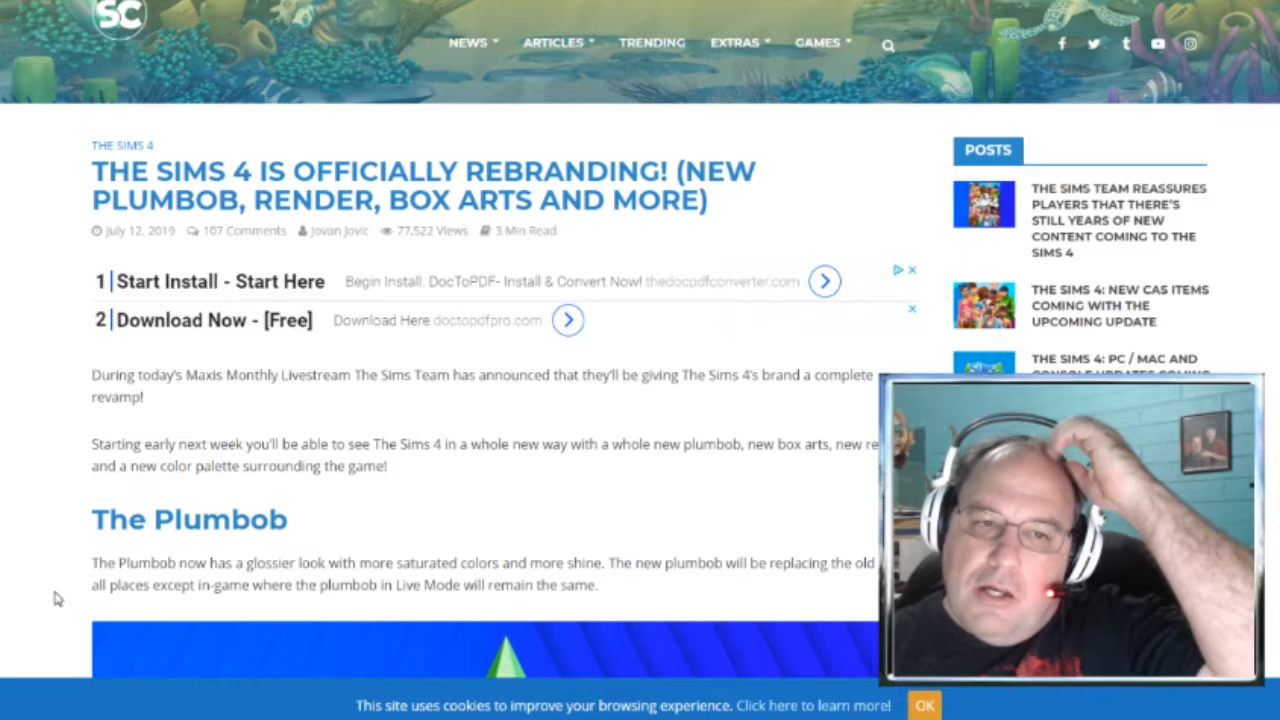 SC
NEWS
ARTICLES
TRENDING
EXTRAS
GAMES
THE SIMS 4
THE SIMS 4 IS OFFICIALLY REBRANDING! (NEW
PLUMBOB, RENDER, BOX ARTS AND MORE)
July 12, 2019
107 Comments
Jovan Jovic
77,522 Views
3 Min Read
1 Start Install - Start Here
Begin Install. DocToPDF- Install & Convert Now! thedocpdfconverter.com
2 Download Now - [Free]
Download Here doctopdfpro.com
During today's Maxis Monthly Livestream The Sims Team has announced that they'll be giving The Sims 4's brand a complete
revamp!
Starting early next week you'll be able to see The Sims 4 in a whole new way with a whole new plumbob, new box arts, new
and a new color palette surrounding the game!
The Plumbob
The Plumbob now has a glossier look with more saturated colors and more shine. The new plumbob will be replacing the old
all places except in-game where the plumbob in Live Mode will remain the same.
POSTS
THE SIMS TEAM REASSURES
PLAYERS THAT THERE'S
STILL YEARS OF NEW
CONTENT COMING TO THE
SIMS 4
THE SIMS 4: NEW CAS ITEMS
COMING WITH THE
UPCOMING UPDATE
THE SIMS 4: PC / MAC AND
CONSOLE UPDATES COMING
This site uses cookies to improve your browsing experience. Click here to learn more!
OK